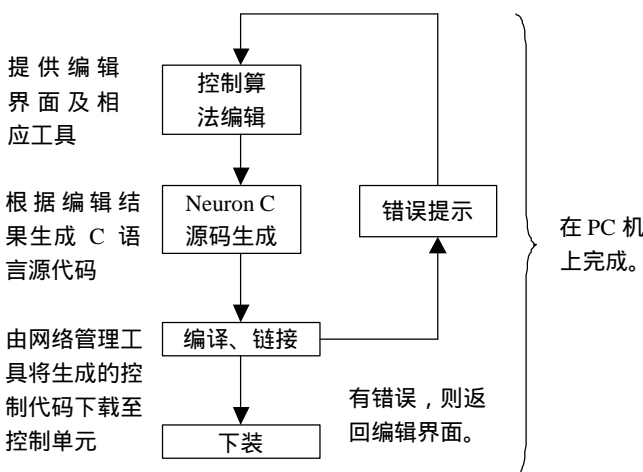 提供编辑
界面及相
应工具
控制算
法编辑
根据编辑结
果生成 C 语
言源代码
Neuron C
源码生成
错误提示
在 PC 机
上完成。
由网络管理工
具将生成的控
制代码下载至
控制单元
编译、链接
有错误，则返
回编辑界面。
下装